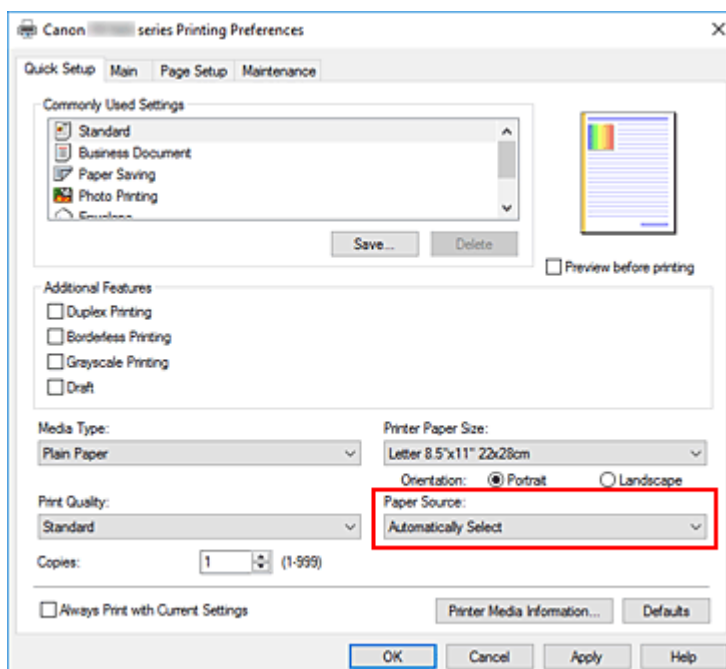 Canon series Printing Preferences
Quick Setup Main Page Setup Maintenance
Commonly Used Settings
Standard
Business Document
Paper Saving
Photo Printing
Envelope
Save... Delete
Preview before printing
Additional Features
Duplex Printing
Borderless Printing
Grayscale Printing
Draft
Media Type: Printer Paper Size:
Plain Paper Letter 8.5"x11" 22x28cm
Orientation: Portrait Landscape
Print Quality: Paper Source:
Standard Automatically Select
Copies: 1 (1-999)
Always Print with Current Settings Printer Media Information... Defaults
OK Cancel Apply Help